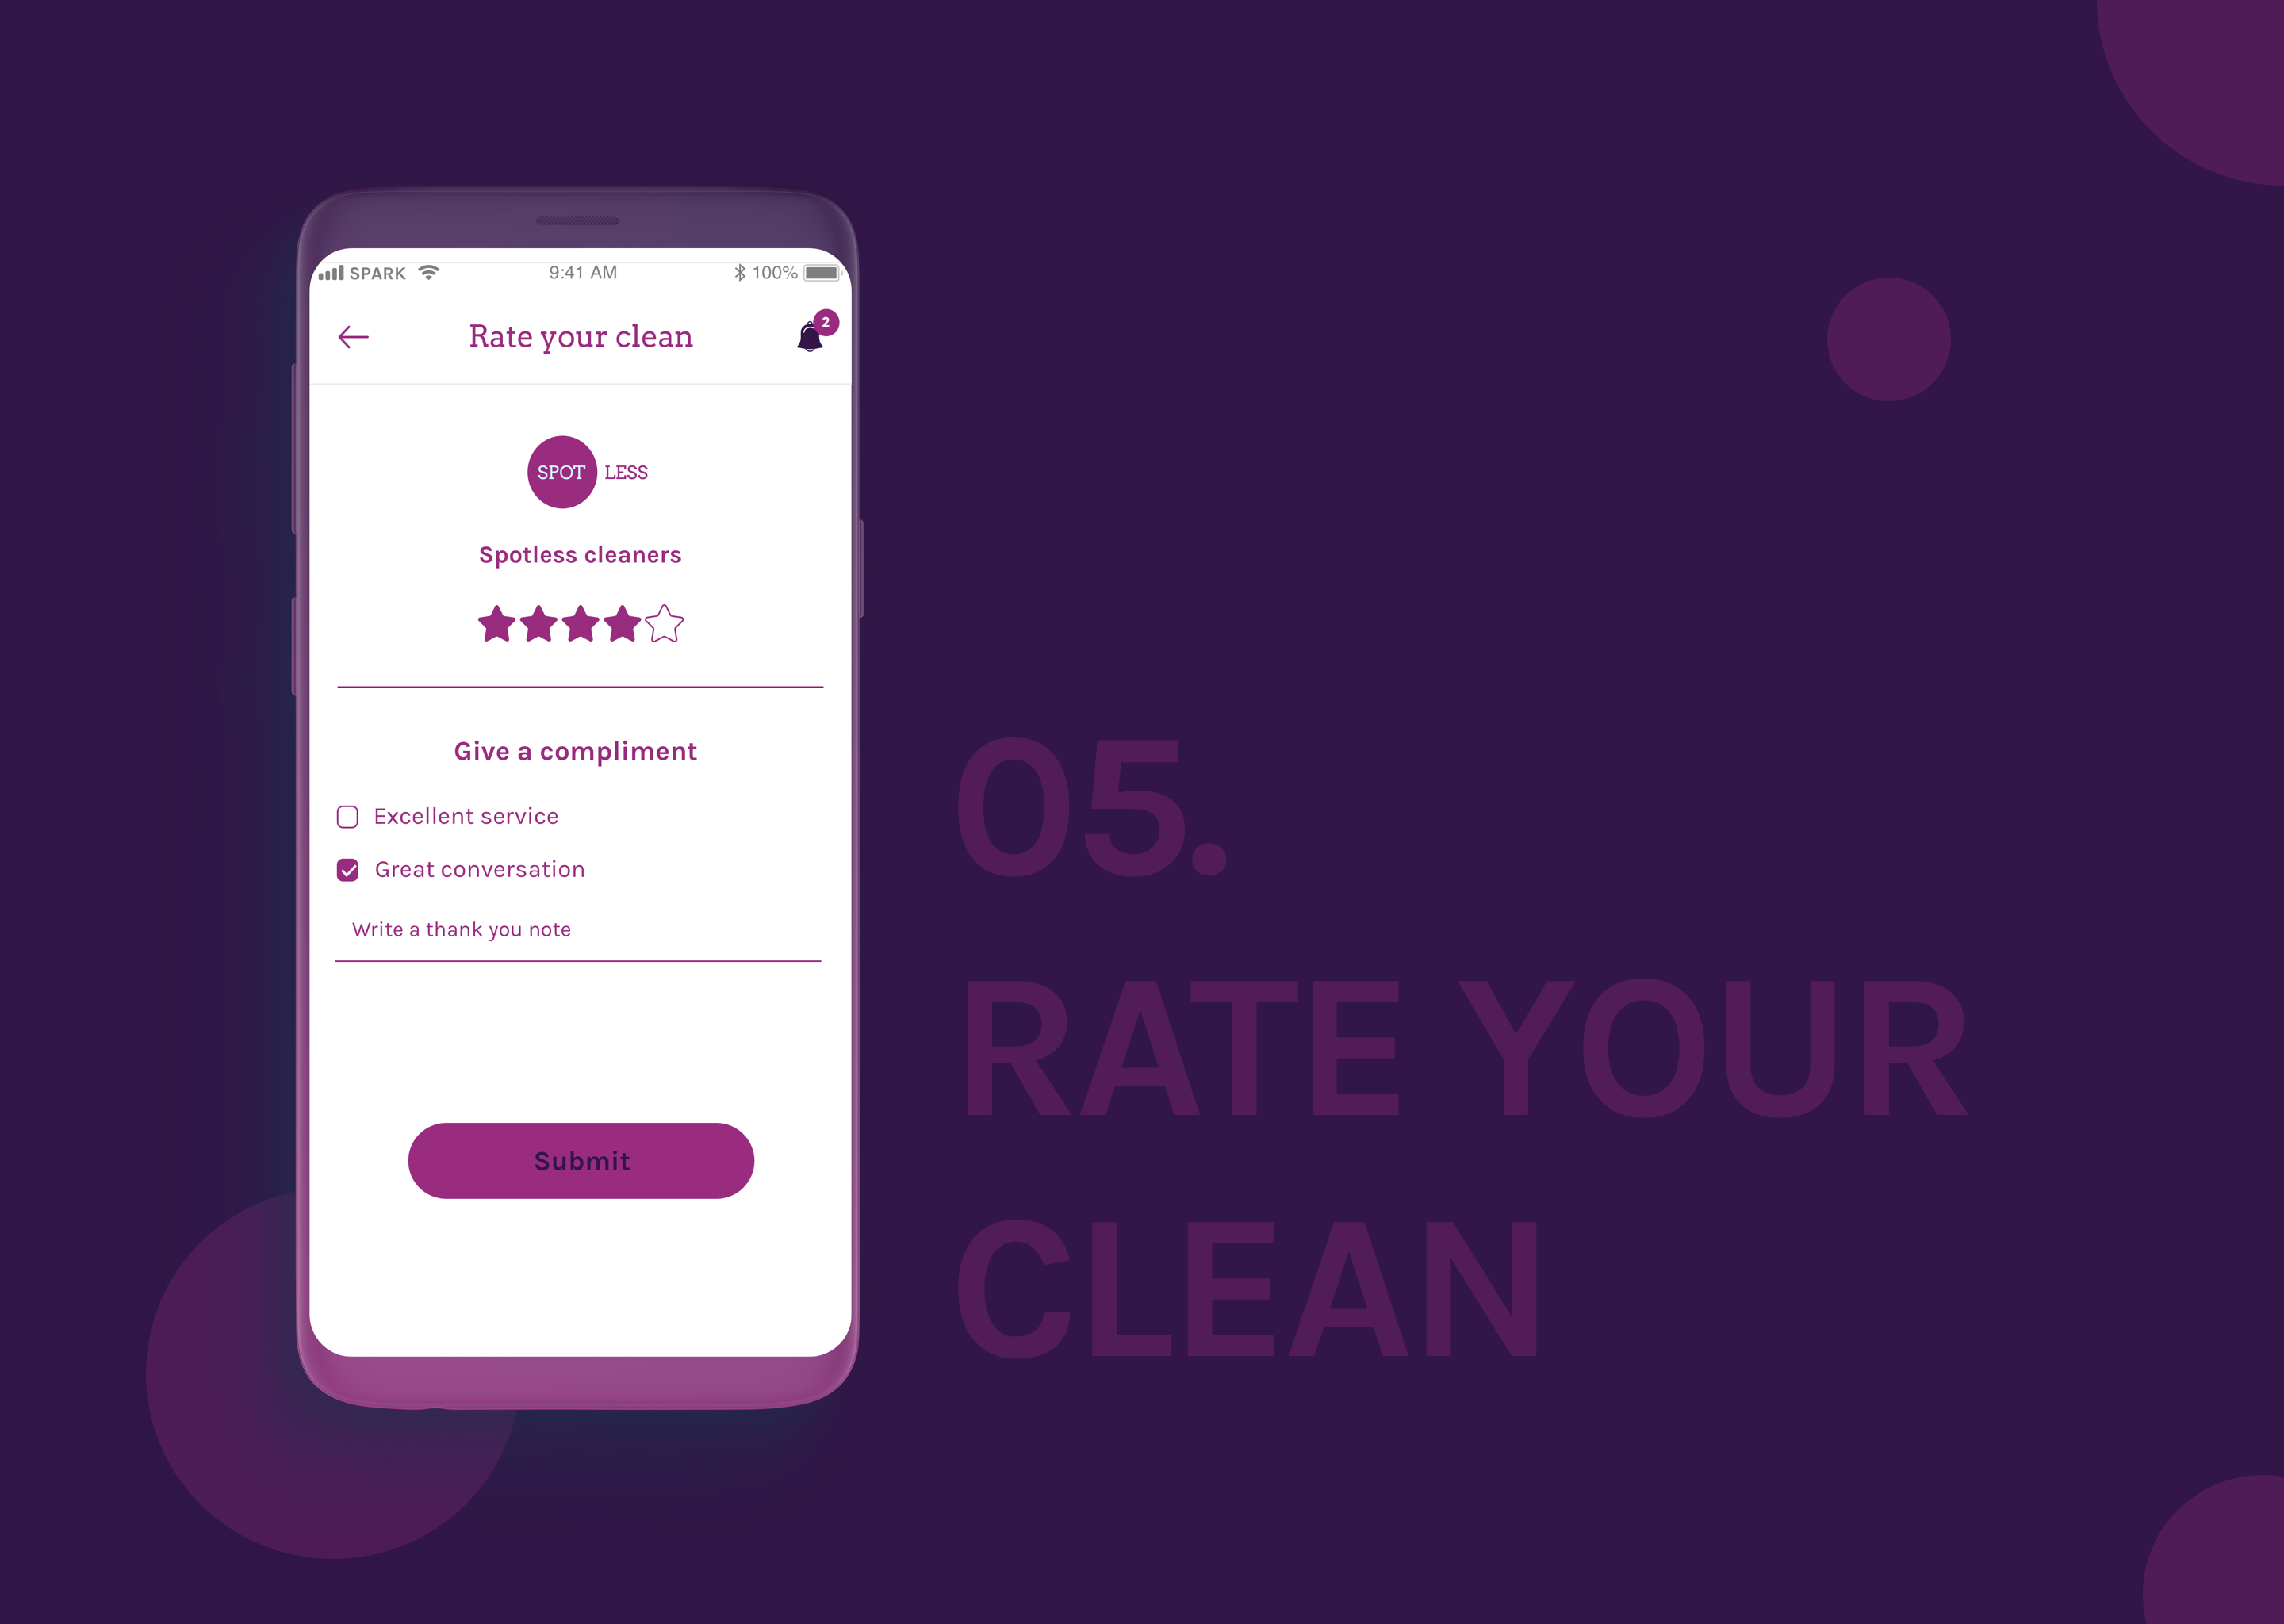 SPARK 9:41 AM 100%
Rate your clean 2
SPOT LESS
Spotless cleaners
Give a compliment
Excellent service
Great conversation
Write a thank you note
Submit
05.
RATE YOUR
CLEAN